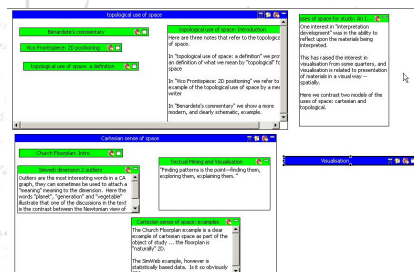 topological use of space
Benardete's commentary
Vico Frontispiece: 2D positioning
topological use of space: a definition
topological use of space: Introduction
Here are three notes that refer to the topological
of space.
In "topological use of space: a definition" we prov
an definition of what we mean by "topological" fo
space
In "Vico Frontispiece: 2D positioning" we refer to
example of the topological use of space by a mes
writer
In "Benardete's commentary" we show a more
modern, and clearly schematic, example.
uses of space for study: An I...
One interest in "interpretation
development" was in the ability to
reflect upon the materials being
interpreted.
This has raised the interest in
visualisation from some quarters, and
visualisation is related to presentation
of materials in a visual way --
spatially.
Here we contrast two models of the
uses of space: cartesian and
topological.
Cartesian sense of space
Church Floorplan: Intro.
Simweb dimension 2 outliers
Outliers are the most interesting words in a CA
graph, they can sometimes be used to attach a
"meaning" meaning to the dimension. Here the
words "planet", "generation" and "vegetable"
illustrate that one of the discussions in the text
is the contrast between the Newtonian view of
Textual Mining and Visualisation
"Finding patterns is the point—finding them,
exploring them, explaining them. "
Cartesian sense of space: examples
The Church Floorplan example is a clear
example of cartesian space as part of the
object of study ... the floorplan is
"naturally" 2D.
The SimWeb example, however is
statistically based data. Is it so obviously
Visualisation